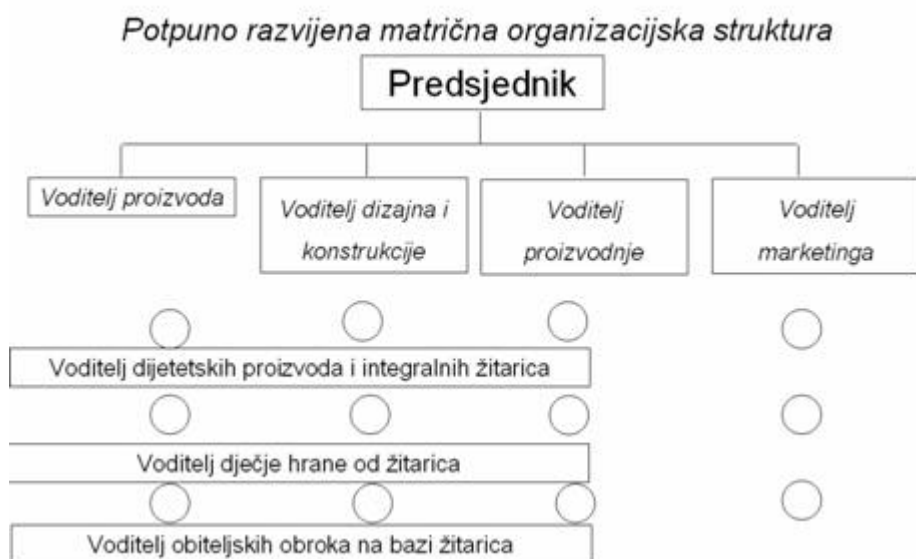 Potpuno razvijena matrična organizacijska struktura
Predsjednik
Voditelj proizvoda
Voditelj dizajna i
konstrukcije
Voditelj
proizvodnje
Voditelj
marketinga
Voditelj dijetetskih proizvoda i integralnih žitarica
Voditelj dječje hrane od žitarica
Voditelj obiteljskih obroka na bazi žitarica